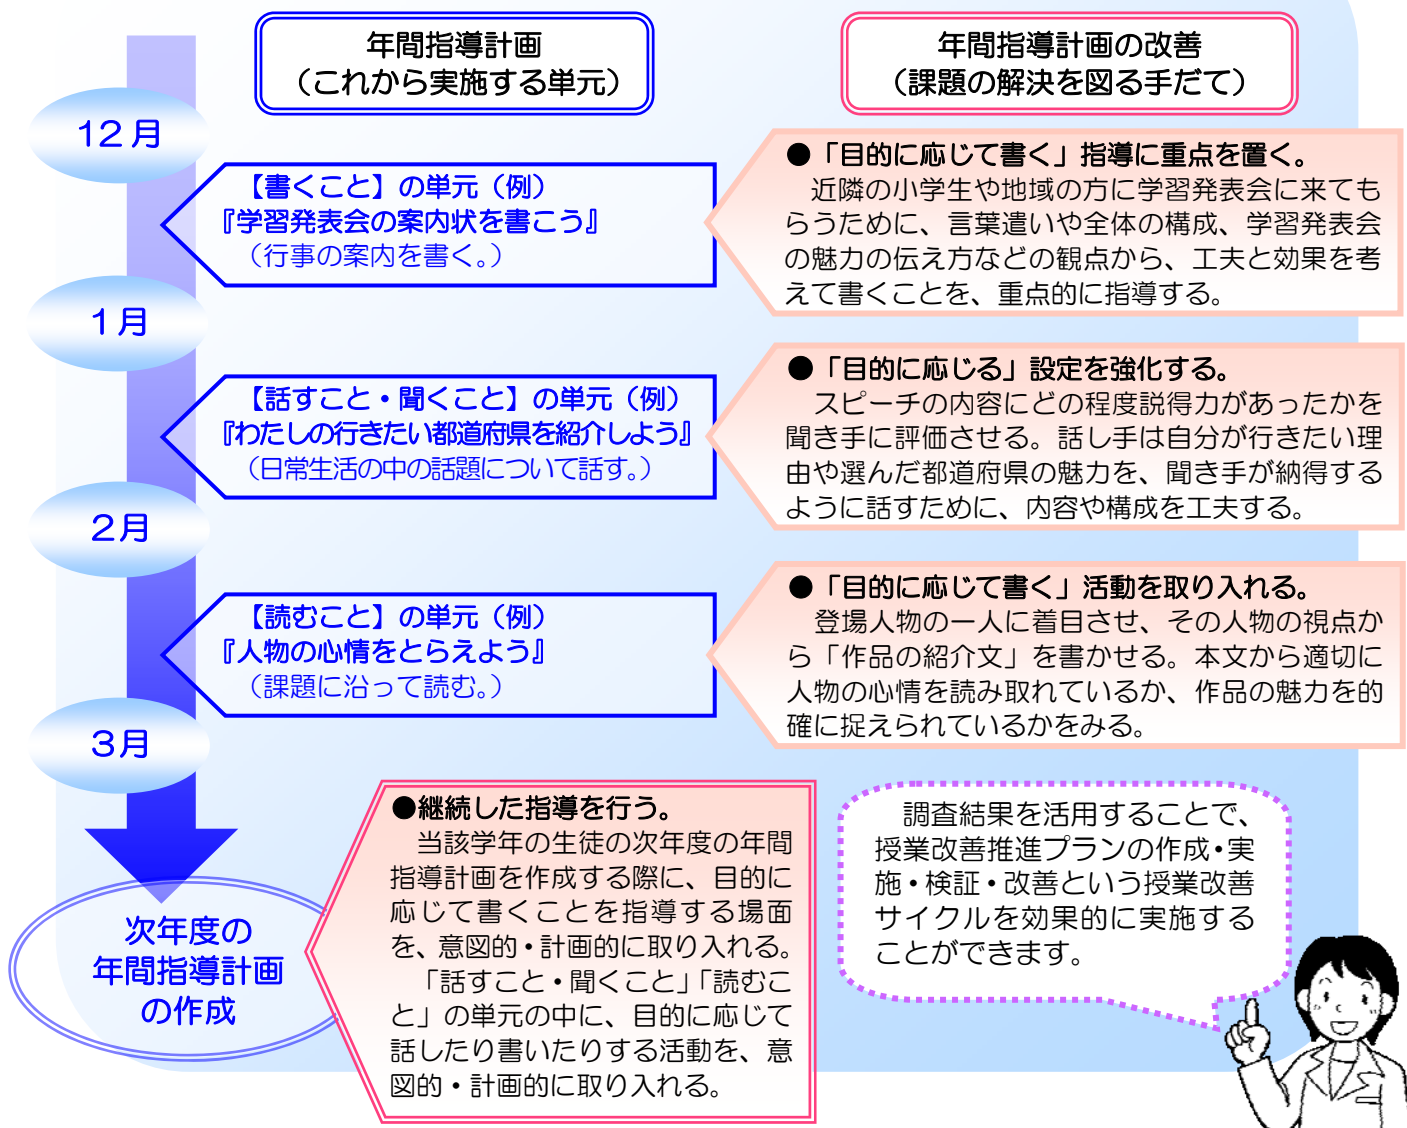 年間指導計画
（これから実施する単元）
年間指導計画の改善
（課題の解決を図る手だて）
12月
【書くこと】の単元（例）
『学習発表会の案内状を書こう』
（行事の案内を書く。）
●「目的に応じて書く」指導に重点を置く。
近隣の小学生や地域の方に学習発表会に来ても
らうために、言葉遣いや全体の構成、学習発表会
の魅力の伝え方などの観点から、工夫と効果を考
えて書くことを、重点的に指導する。
1月
【話すこと・聞くこと】の単元（例）
『わたしの行きたい都道府県を紹介しよう』
（日常生活の中の話題について話す。）
●「目的に応じる」設定を強化する。
スピーチの内容にどの程度説得力があったかを
聞き手に評価させる。話し手は自分が行きたい理
由や選んだ都道府県の魅力を、聞き手が納得する
ように話すために、内容や構成を工夫する。
2月
【読むこと】の単元（例）
『人物の心情をとらえよう』
（課題に沿って読む。）
●「目的に応じて書く」活動を取り入れる。
登場人物の一人に着目させ、その人物の視点か
ら「作品の紹介文」を書かせる。本文から適切に
人物の心情を読み取れているか、作品の魅力を的
確に捉えられているかをみる。
3月
次年度の
年間指導計画
の作成
●継続した指導を行う。
当該学年の生徒の次年度の年間
指導計画を作成する際に、目的に
応じて書くことを指導する場面
を、意図的・計画的に取り入れる。
「話すこと・聞くこと」「読むこ
と」の単元の中に、目的に応じて
話したり書いたりする活動を、意
図的・計画的に取り入れる。
調査結果を活用することで、
授業改善推進プランの作成・実
施・検証・改善という授業改善
サイクルを効果的に実施する
ことができます。